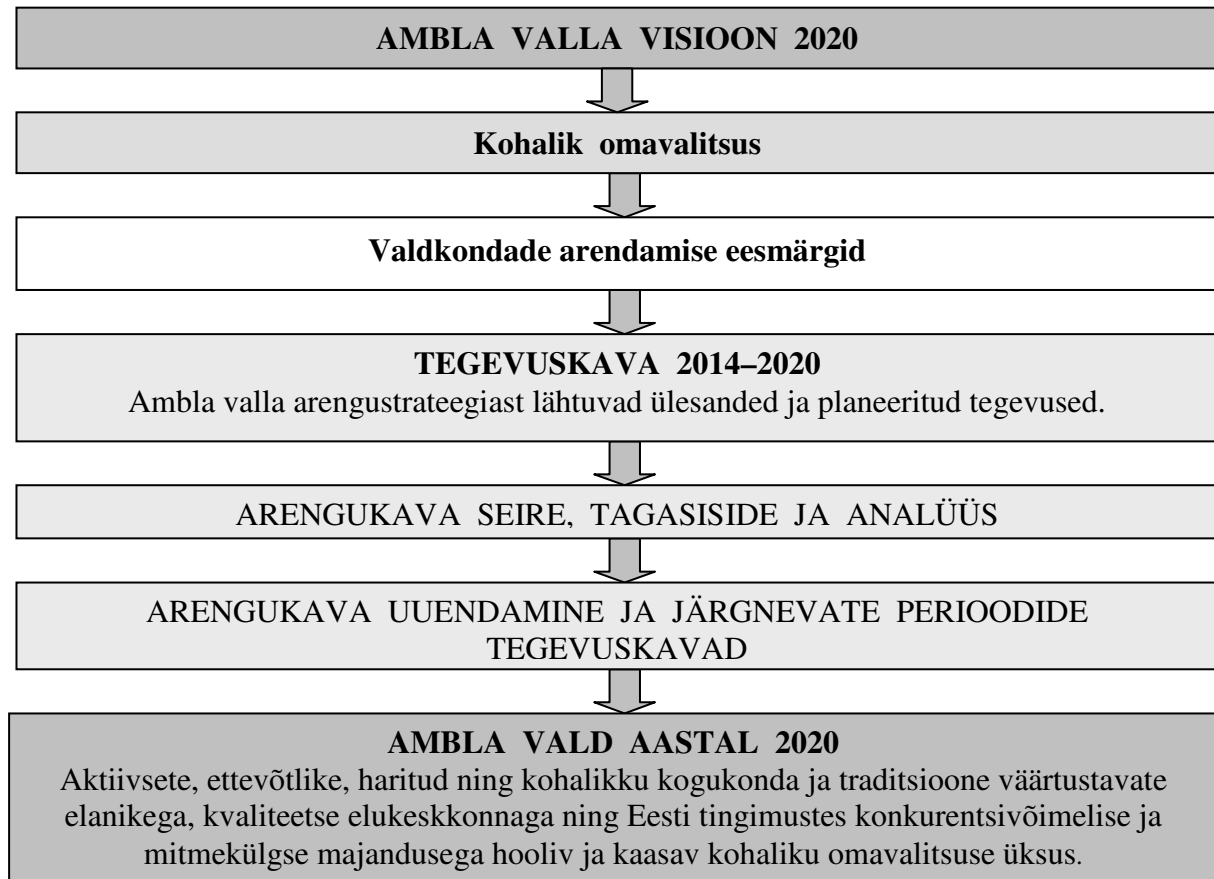 AMBLA VALLA VISIOON 2020
Kohalik omavalitsus
Valdkondade arendamise eesmärgid
TEGEVUSKAVA 2014–2020
Ambla valla arengustrateegiast lähtuvad ülesanded ja planeeritud tegevused.
ARENGUKAVA SEIRE, TAGASISIDE JA ANALÜÜS
ARENGUKAVA UUENDAMINE JA JÄRGNEVATE PERIOODIDE
TEGEVUSKAVAD
AMBLA VALD AASTAL 2020
Aktiivsete, ettevõtlike, haritud ning kohalikku kogukonda ja traditsioone väärtustavate
elanikega, kvaliteetse elukeskkonnaga ning Eesti tingimustes konkurentsivõimelise ja
mitmekülgse majandusega hooliv ja kaasav kohaliku omavalitsuse üksus.